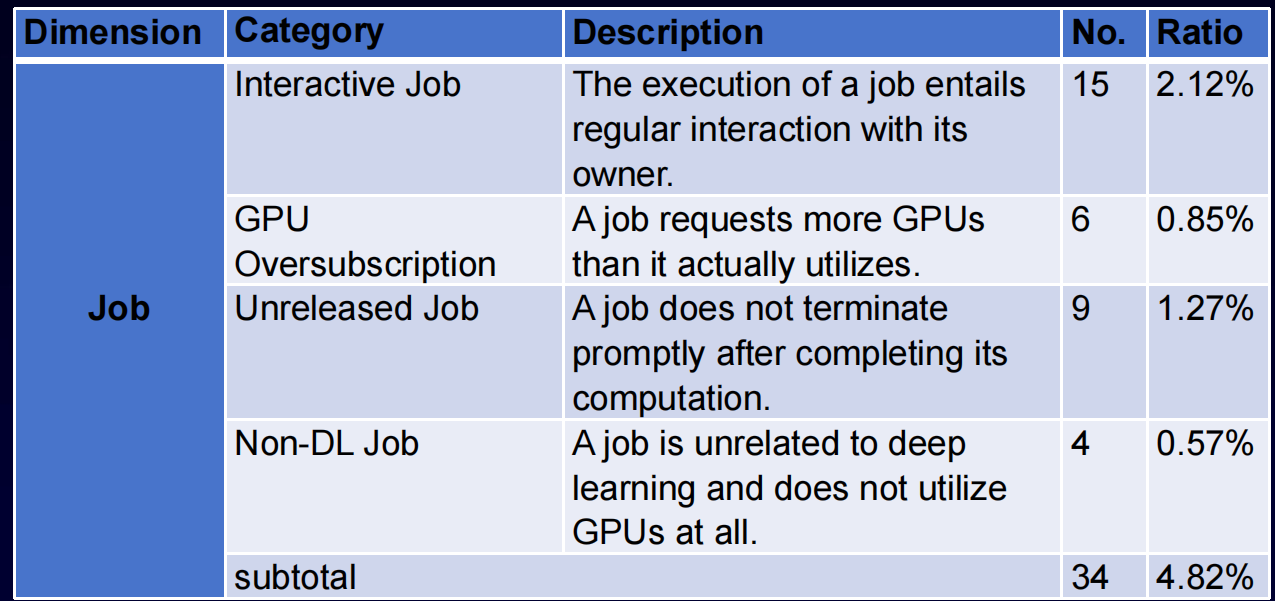 Dimension Category Description No. Ratio
Job
Interactive Job
The execution of a job entails
regular interaction with its
owner.
15 2.12%
GPU
Oversubscription
A job requests more GPUs
than it actually utilizes.
6 0.85%
Unreleased Job
A job does not terminate
promptly after completing its
computation.
9 1.27%
Non-DL Job
A job is unrelated to deep
learning and does not utilize
GPUs at all.
4 0.57%
subtotal 34 4.82%